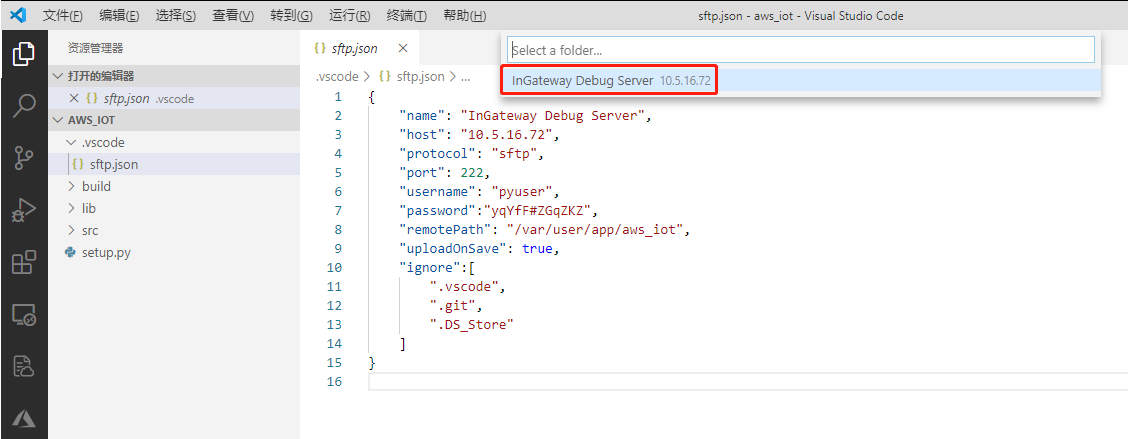 文件(F) 编辑(E) 选择(S) 查看(V) 转到(G) 运行(R) 终端(T) 帮助(H) sftp.json - aws_iot - Visual Studio Code
资源管理器
打开的编辑器
sftp.json .vscode
AWS_IOT
.vscode
{} sftp.json
build
lib
src
setup.py
{} sftp.json
Select a folder...
InGateway Debug Server 10.5.16.72
.vscode > {} sftp.json > ...
1 {
2 "name": "InGateway Debug Server",
3 "host": "10.5.16.72",
4 "protocol": "sftp",
5 "port": 222,
6 "username": "pyuser",
7 "password":"yqYfF#ZGqZKZ",
8 "remotePath": "/var/user/app/aws_iot",
9 "uploadOnSave": true,
10 "ignore":[
11 ".vscode",
12 ".git",
13 ".DS_Store"
14 ]
15 }
16